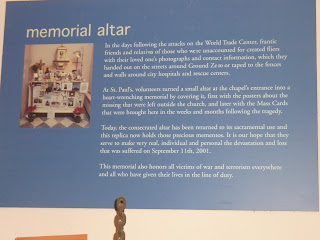 memorial altar
In the days following the attacks on the World Trade Center, frantic
friends and relatives of those who were unaccounted for created fliers
with their loved one's photographs and contact information, which they
handed out on the streets around Ground Zero or taped to the fences
and walls around city hospitals and rescue centers.
At St. Paul's, volunteers turned a small altar at the chapel's entrance into a
heart-wrenching memorial by covering it, first with the posters about the
missing that were left outside the church, and later with the Mass Cards
that were brought here in the weeks and months following the tragedy.
Today, the consecrated altar has been returned to its sacramental use and
this replica now holds those precious mementos. It is our hope that they
serve to make very real, individual and personal the devastation and loss
that was suffered on September 11th, 2001.
This memorial also honors all victims of war and terrorism everywhere
and all who have given their lives in the line of duty.